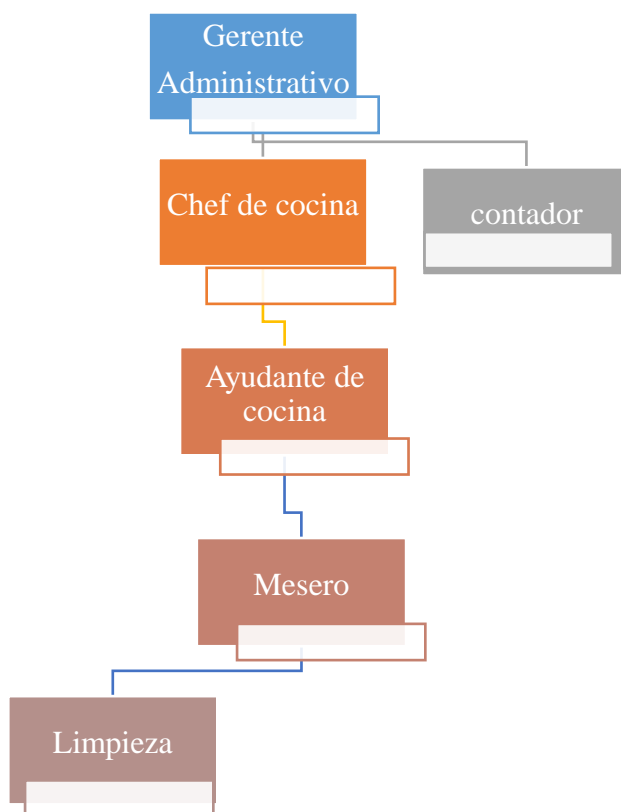 Gerente
Administrativo
Chef de cocina
contador
Ayudante de
cocina
Mesero
Limpieza